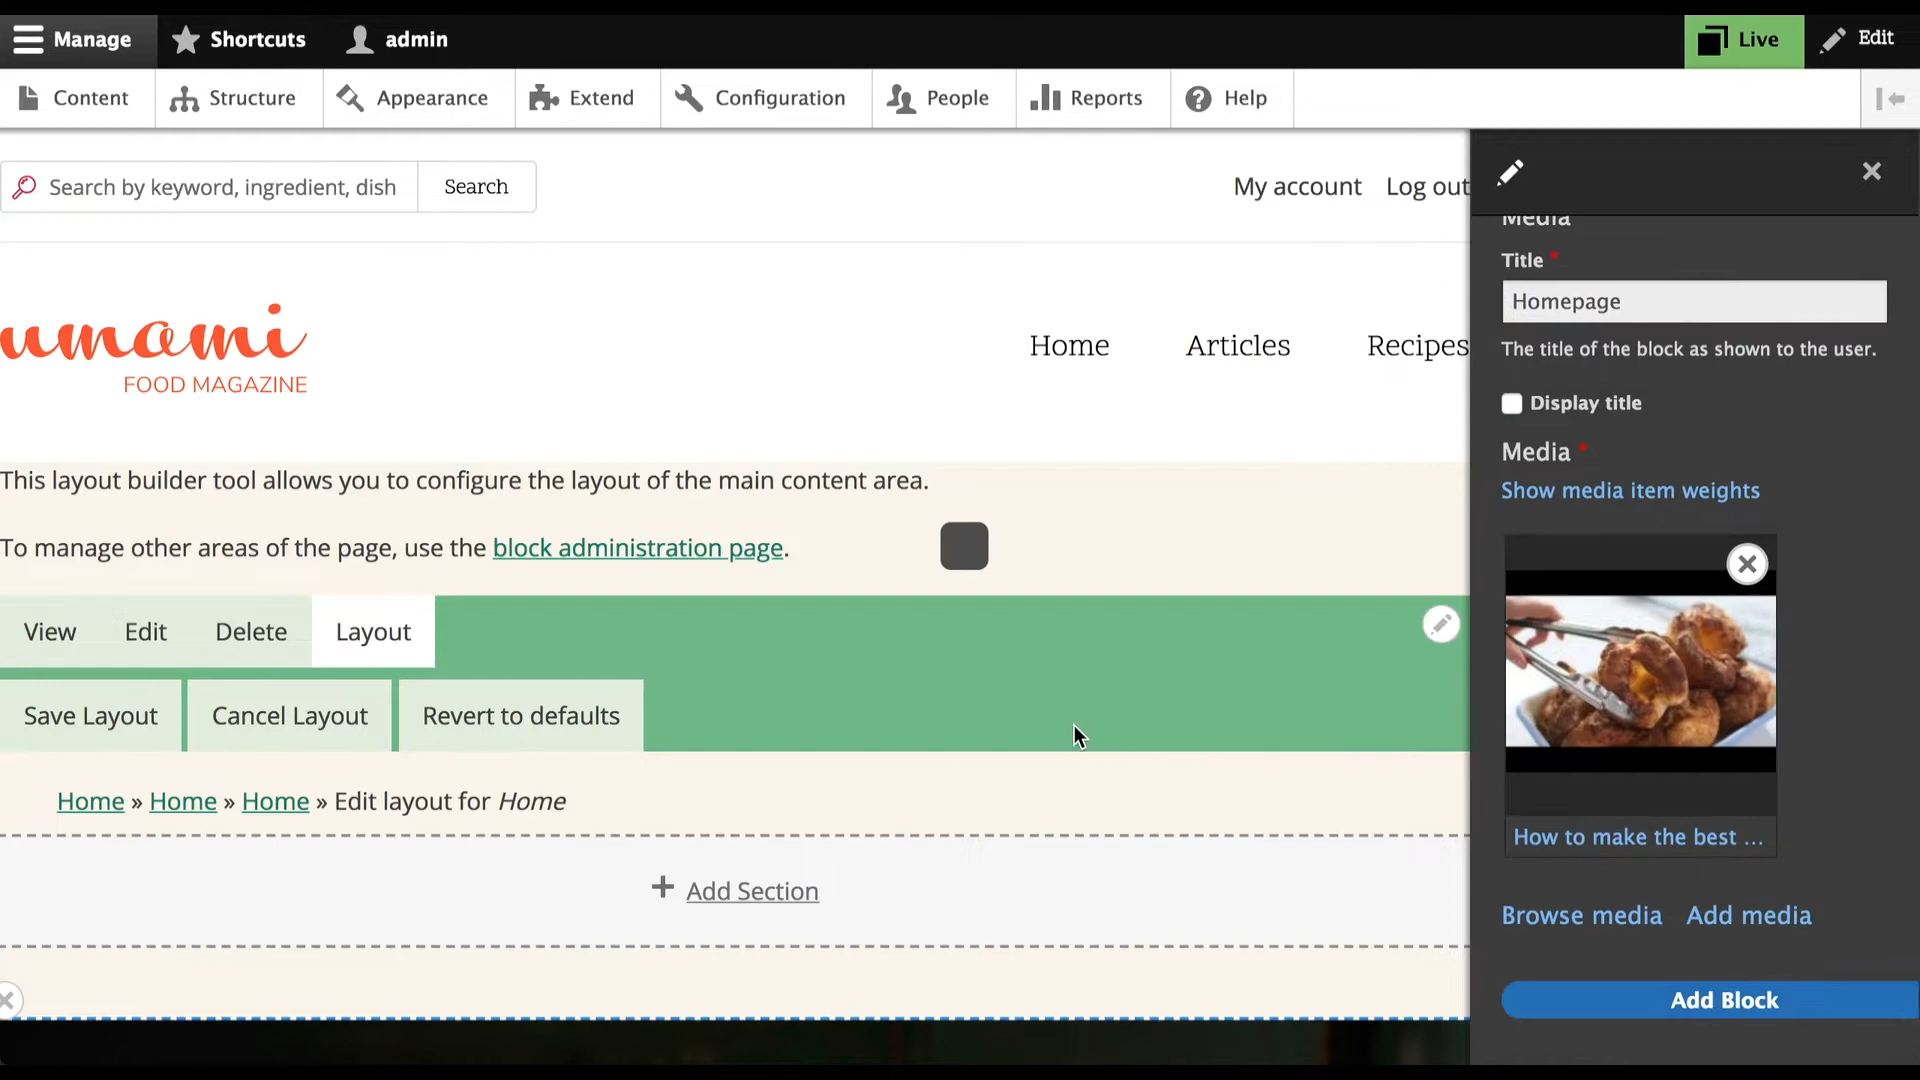 Manage Shortcuts admin Live Edit
Content Structure Appearance Extend Configuration People Reports Help
Search by keyword, ingredient, dish Search
My account Log out
umami
FOOD MAGAZINE
Home Articles Recipes
This layout builder tool allows you to configure the layout of the main content area.
To manage other areas of the page, use the block administration page.
View Edit Delete Layout
Save Layout Cancel Layout Revert to defaults
Home » Home » Home » Edit layout for Home
+ Add Section
Media
Title *
Homepage
The title of the block as shown to the user.
Display title
Media *
Show media item weights
How to make the best ...
Browse media Add media
Add Block